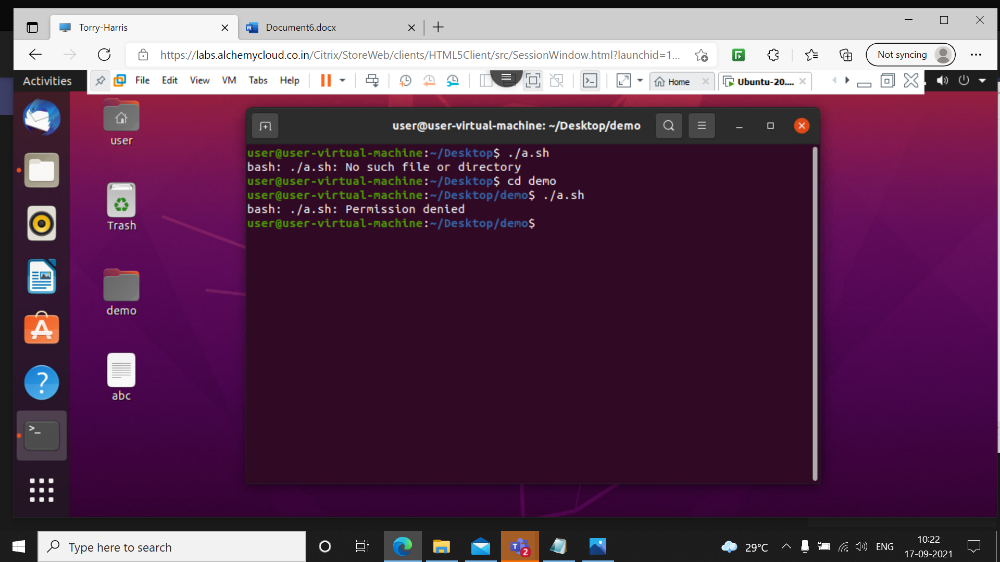 Torry-Harris
Document6.docx
https://labs.alchemycloud.co.in/Citrix/StoreWeb/clients/HTML5Client/src/SessionWindow.html?launchid=1...
Not syncing
Activities
File Edit View VM Tabs Help
Home
Ubuntu-20....
user
Trash
demo
abc
user@user-virtual-machine: ~/Desktop/demo
user@user-virtual-machine:~/Desktop$ ./a.sh
bash: ./a.sh: No such file or directory
user@user-virtual-machine:~/Desktop$ cd demo
user@user-virtual-machine:~/Desktop/demo$ ./a.sh
bash: ./a.sh: Permission denied
user@user-virtual-machine:~/Desktop/demo$
Type here to search
2
29°C
ENG
10:22
17-09-2021